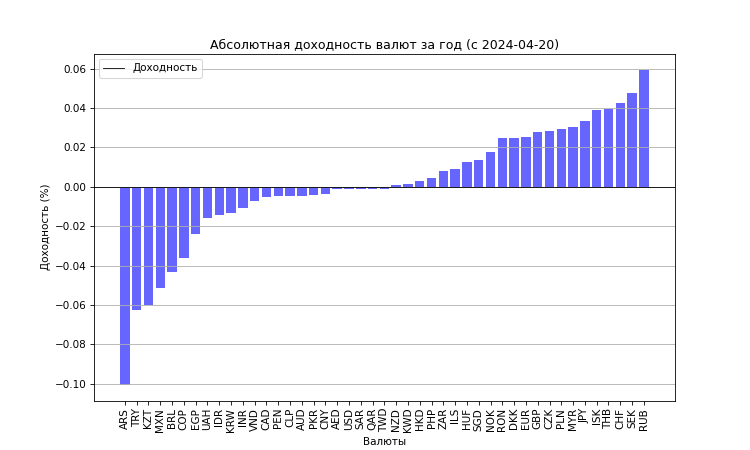 Абсолютная доходность валют за год (с 2024-04-20)
Доходность
0.06
0.04
0.02
0.00
−0.02
−0.04
−0.06
−0.08
−0.10
Доходность (%)
ARS TRY KZT MXN BRL COP EGP UAH IDR KRW INR VND CAD PEN CLP AUD PKR CNY AED USD SAR QAR TWD NZD KWD HKD PHP ZAR ILS HUF SGD NOK RON DKK EUR GBP CZK PLN MYR JPY ISK THB CHF SEK RUB
Валюты